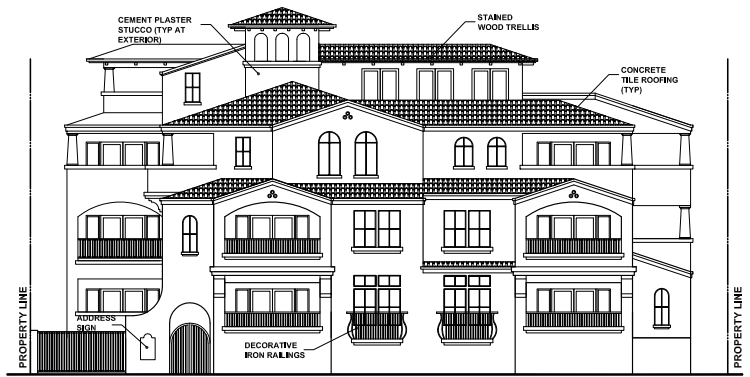 CEMENT PLASTER
STUCCO (TYP AT
EXTERIOR)
STAINED
WOOD TRELLIS
CONCRETE
TILE ROOFING
(TYP)
PROPERTY LINE
ADDRESS
SIGN
DECORATIVE
IRON RAILINGS
PROPERTY LINE